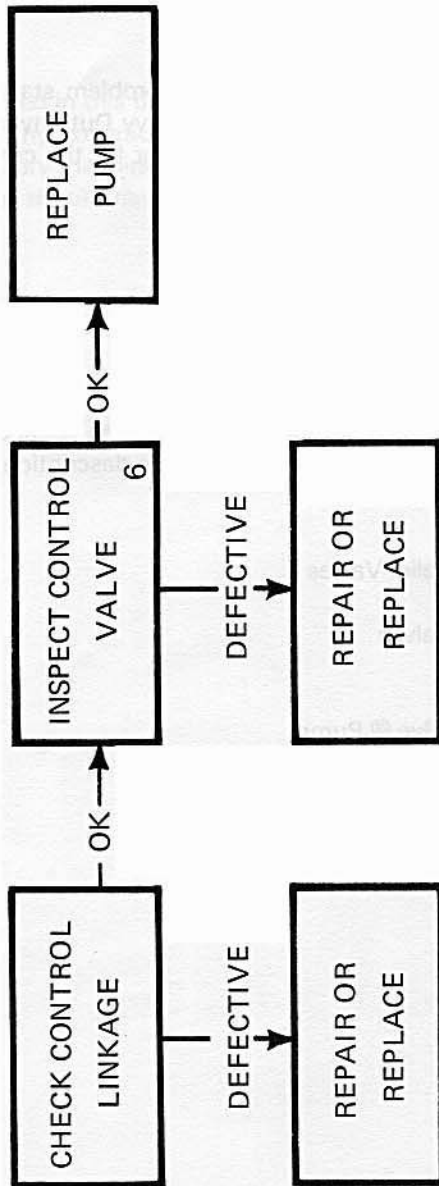 CHECK CONTROL
LINKAGE
OK
INSPECT CONTROL
VALVE
6
OK
REPLACE
PUMP
DEFECTIVE
DEFECTIVE
REPAIR OR
REPLACE
REPAIR OR
REPLACE